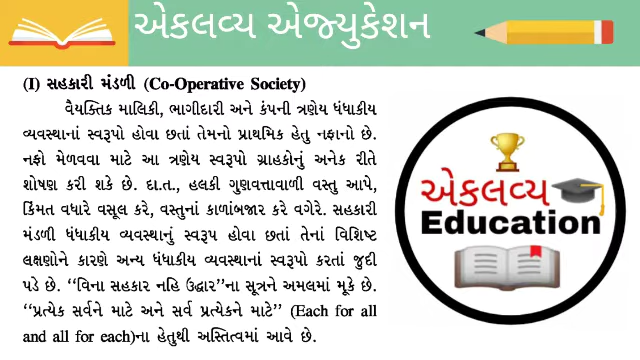 એકલવ્ય એજ્યુકેશન
(I) સહકારી મંડળી (Co-Operative Society)
વૈયક્તિક માલિકી, ભાગીદારી અને કંપની ત્રણેય ધંધાકીય
વ્યવસ્થાનાં સ્વરૂપો હોવા છતાં તેમનો પ્રાથમિક હેતુ નફાનો છે.
નફો મેળવવા માટે આ ત્રણેય સ્વરૂપો ગ્રાહકોનું અનેક રીતે
શોષણ કરી શકે છે. દા.ત., હલકી ગુણવત્તાવાળી વસ્તુ આપે,
કિંમત વધારે વસૂલ કરે, વસ્તુનાં કાળાંબજાર કરે વગેરે. સહકારી
મંડળી ધંધાકીય વ્યવસ્થાનું સ્વરૂપ હોવા છતાં તેનાં વિશિષ્ટ
લક્ષણોને કારણે અન્ય ધંધાકીય વ્યવસ્થાનાં સ્વરૂપો કરતાં જુદી
પડે છે. “વિના સહકાર નહિ ઉદ્ધાર”ના સૂત્રને અમલમાં મૂકે છે.
“પ્રત્યેક સર્વને માટે અને સર્વ પ્રત્યેકને માટે” (Each for all
and all for each)ના હેતુથી અસ્તિત્વમાં આવે છે.
એકલવ્ય
Education